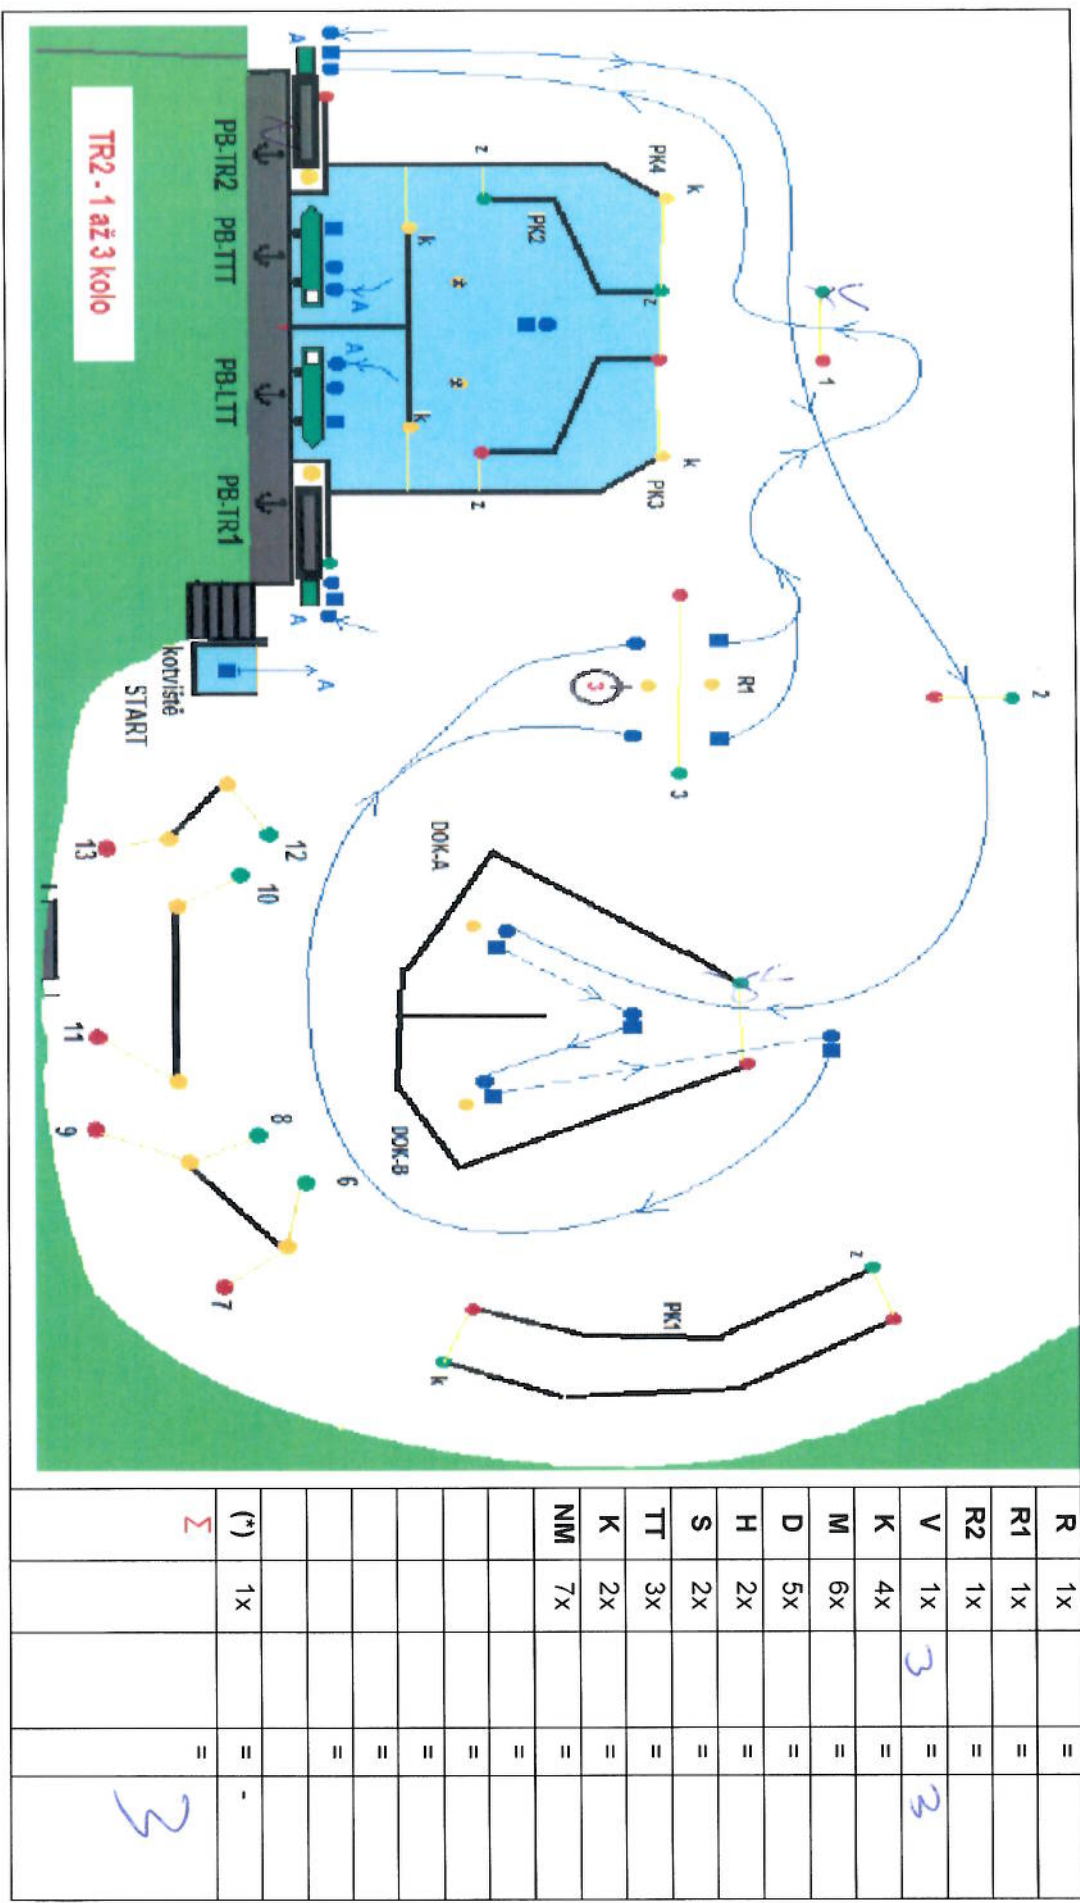 TR2 - 1 až 3 kolo
PB-TR2
PB-TTT
PB-LTT
PB-TR1
kotviště
START
A
A
A
A
A
PK4
k
z
PK2
z
k
k
k
PK3
z
1
2
R1
3
3
DOK-A
DOK-B
12
13
10
11
8
9
6
7
z
PK1
k
R 1x =
R1 1x =
R2 1x =
V 1x 3 = 3
K 4x =
M 6x =
D 5x =
H 2x =
S 2x =
TT 3x =
K 2x =
NM 7x =
=
=
=
=
=
(*) 1x = -
Σ = 3